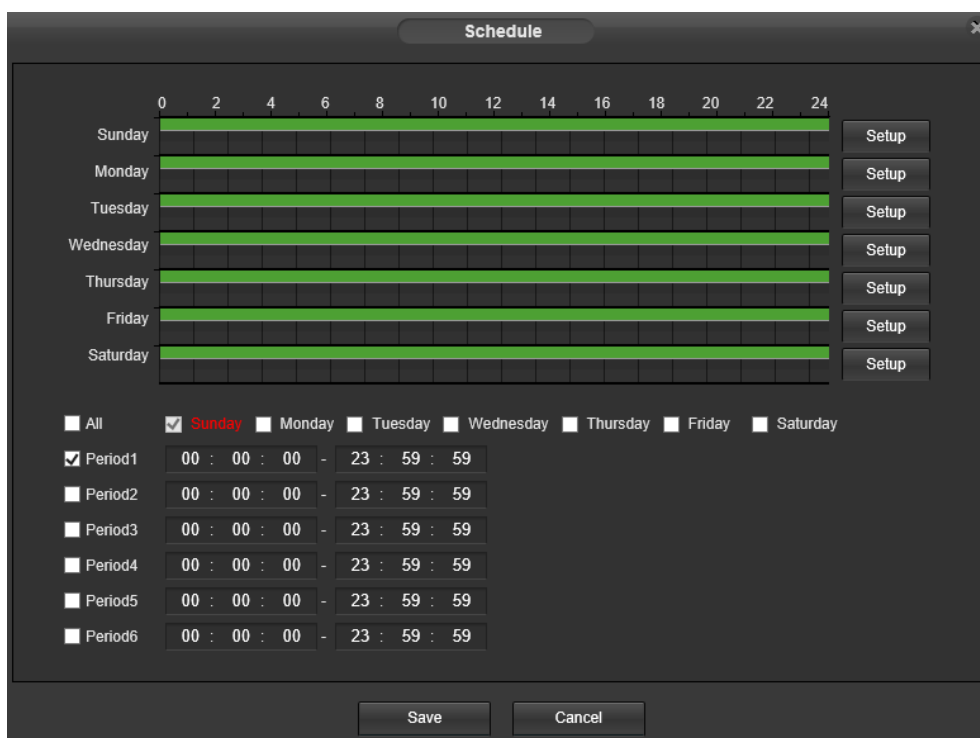 Schedule
0 2 4 6 8 10 12 14 16 18 20 22 24
Sunday Setup
Monday Setup
Tuesday Setup
Wednesday Setup
Thursday Setup
Friday Setup
Saturday Setup
All Sunday Monday Tuesday Wednesday Thursday Friday Saturday
Period1 00 : 00 : 00 - 23 : 59 : 59
Period2 00 : 00 : 00 - 23 : 59 : 59
Period3 00 : 00 : 00 - 23 : 59 : 59
Period4 00 : 00 : 00 - 23 : 59 : 59
Period5 00 : 00 : 00 - 23 : 59 : 59
Period6 00 : 00 : 00 - 23 : 59 : 59
Save Cancel